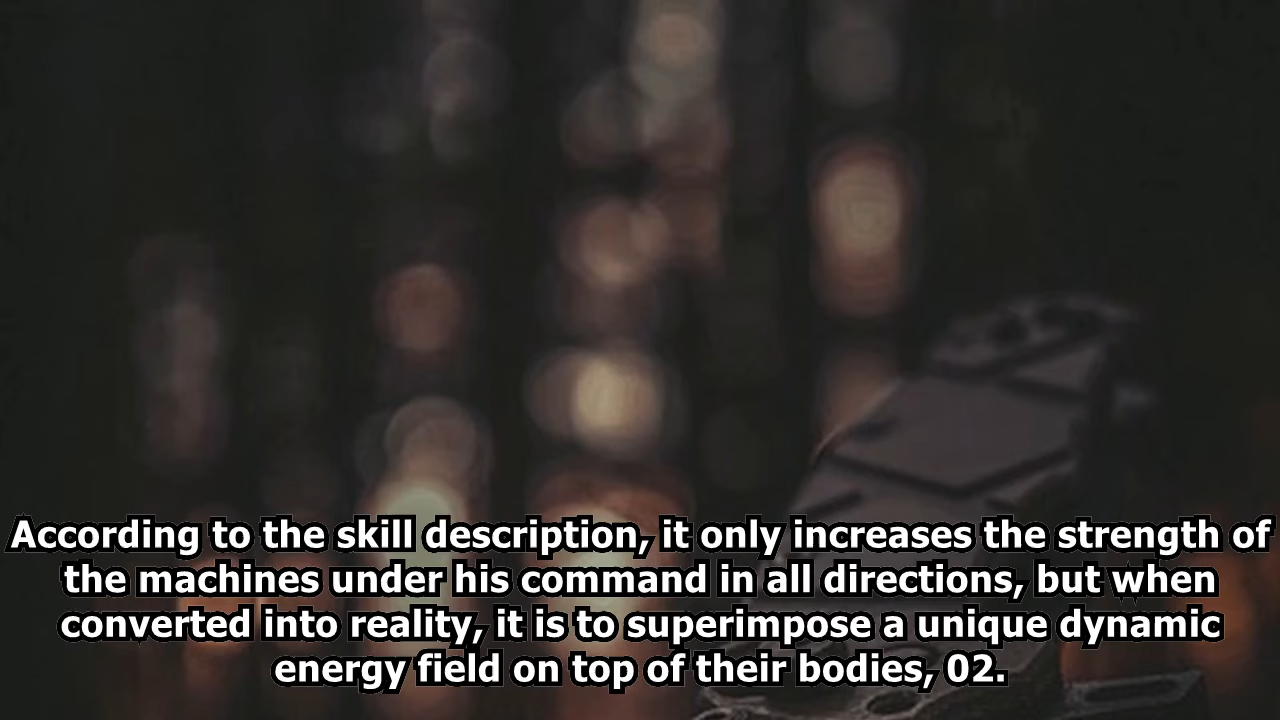 According to the skill description, it only increases the strength of
the machines under his command in all directions, but when
converted into reality, it is to superimpose a unique dynamic
energy field on top of their bodies, 02.